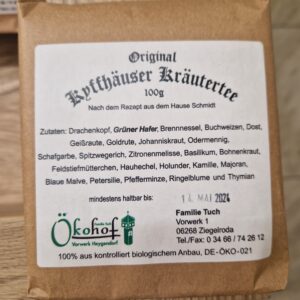 Original
Kyffhäuser Kräutertee
100g
Nach dem Rezept aus dem Hause Schmidt
Zutaten: Drachenkopf, Grüner Hafer, Brennnessel, Buchweizen, Dost,
Geißraute, Goldrute, Johanniskraut, Odermennig,
Schafgarbe, Spitzwegerich, Zitronenmelisse, Basilikum, Bohnenkraut,
Feldstiefmütterchen, Hauhechel, Holunder, Kamille, Majoran,
Blaue Malve, Petersilie, Pfefferminze, Ringelblume und Thymian
mindestens haltbar bis: 14. MAI 2024
Ökohof
Vorwerk Heygendorf
Familie Tuch
Vorwerk 1
06268 Ziegelroda
Tel./Fax: 0 34 66 / 74 26 12
100% aus kontrolliert biologischem Anbau, DE-ÖKO-021